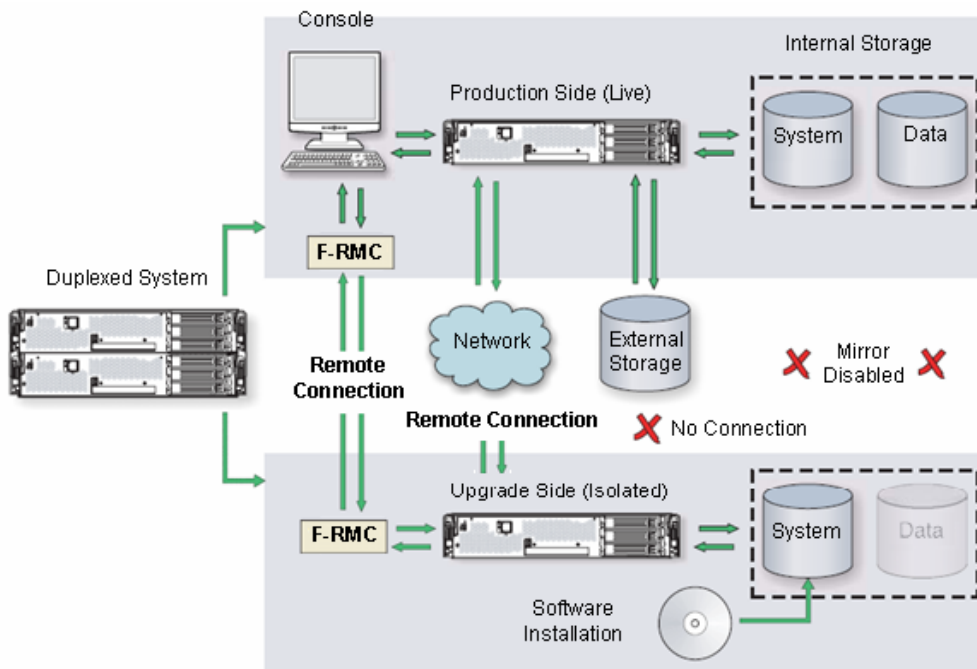 Console
Internal Storage
Production Side (Live)
System
Data
F-RMC
Duplexed System
Network
External
Storage
Mirror
Disabled
Remote
Connection
Remote Connection
No Connection
Upgrade Side (Isolated)
F-RMC
System
Data
Software
Installation